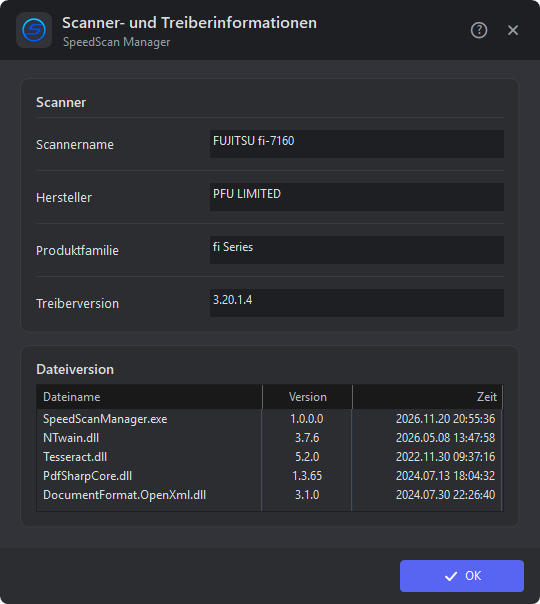 Scanner- und Treiberinformationen
SpeedScan Manager
Scanner
Scannername FUJITSU fi-7160
Hersteller PFU LIMITED
Produktfamilie fi Series
Treiberversion 3.20.1.4
Dateiversion
Dateiname Version Zeit
SpeedScanManager.exe 1.0.0.0 2026.11.20 20:55:36
NTwain.dll 3.7.6 2026.05.08 13:47:58
Tesseract.dll 5.2.0 2022.11.30 09:37:16
PdfSharpCore.dll 1.3.65 2024.07.13 18:04:32
DocumentFormat.OpenXml.dll 3.1.0 2024.07.30 22:26:40
OK